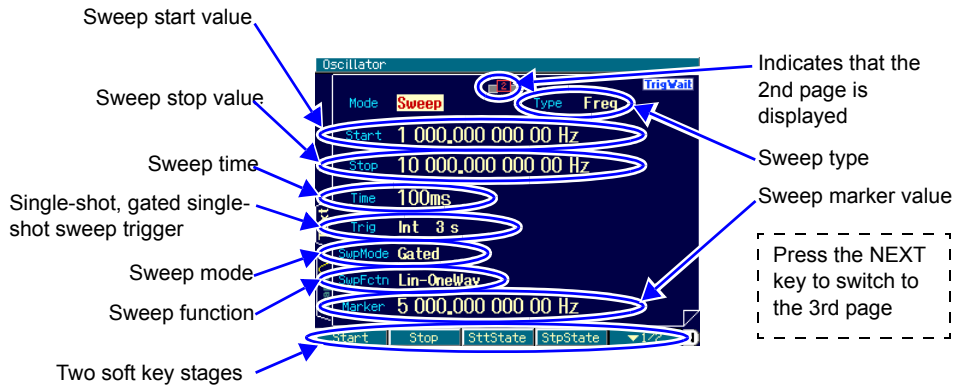 Sweep start value
Sweep stop value
Sweep time
Single-shot, gated single-
shot sweep trigger
Sweep mode
Sweep function
Two soft key stages
Oscillator
2
TrigWait
Mode Sweep Type Freq
Start 1 000.000 000 00 Hz
Stop 10 000.000 000 00 Hz
Time 100ms
Trig Int 3 s
SwpMode Gated
SwpFctn Lin-OneWay
Marker 5 000.000 000 00 Hz
Start Stop SttState StpState ▼1/2
Indicates that the
2nd page is
displayed
Sweep type
Sweep marker value
Press the NEXT
key to switch to
the 3rd page